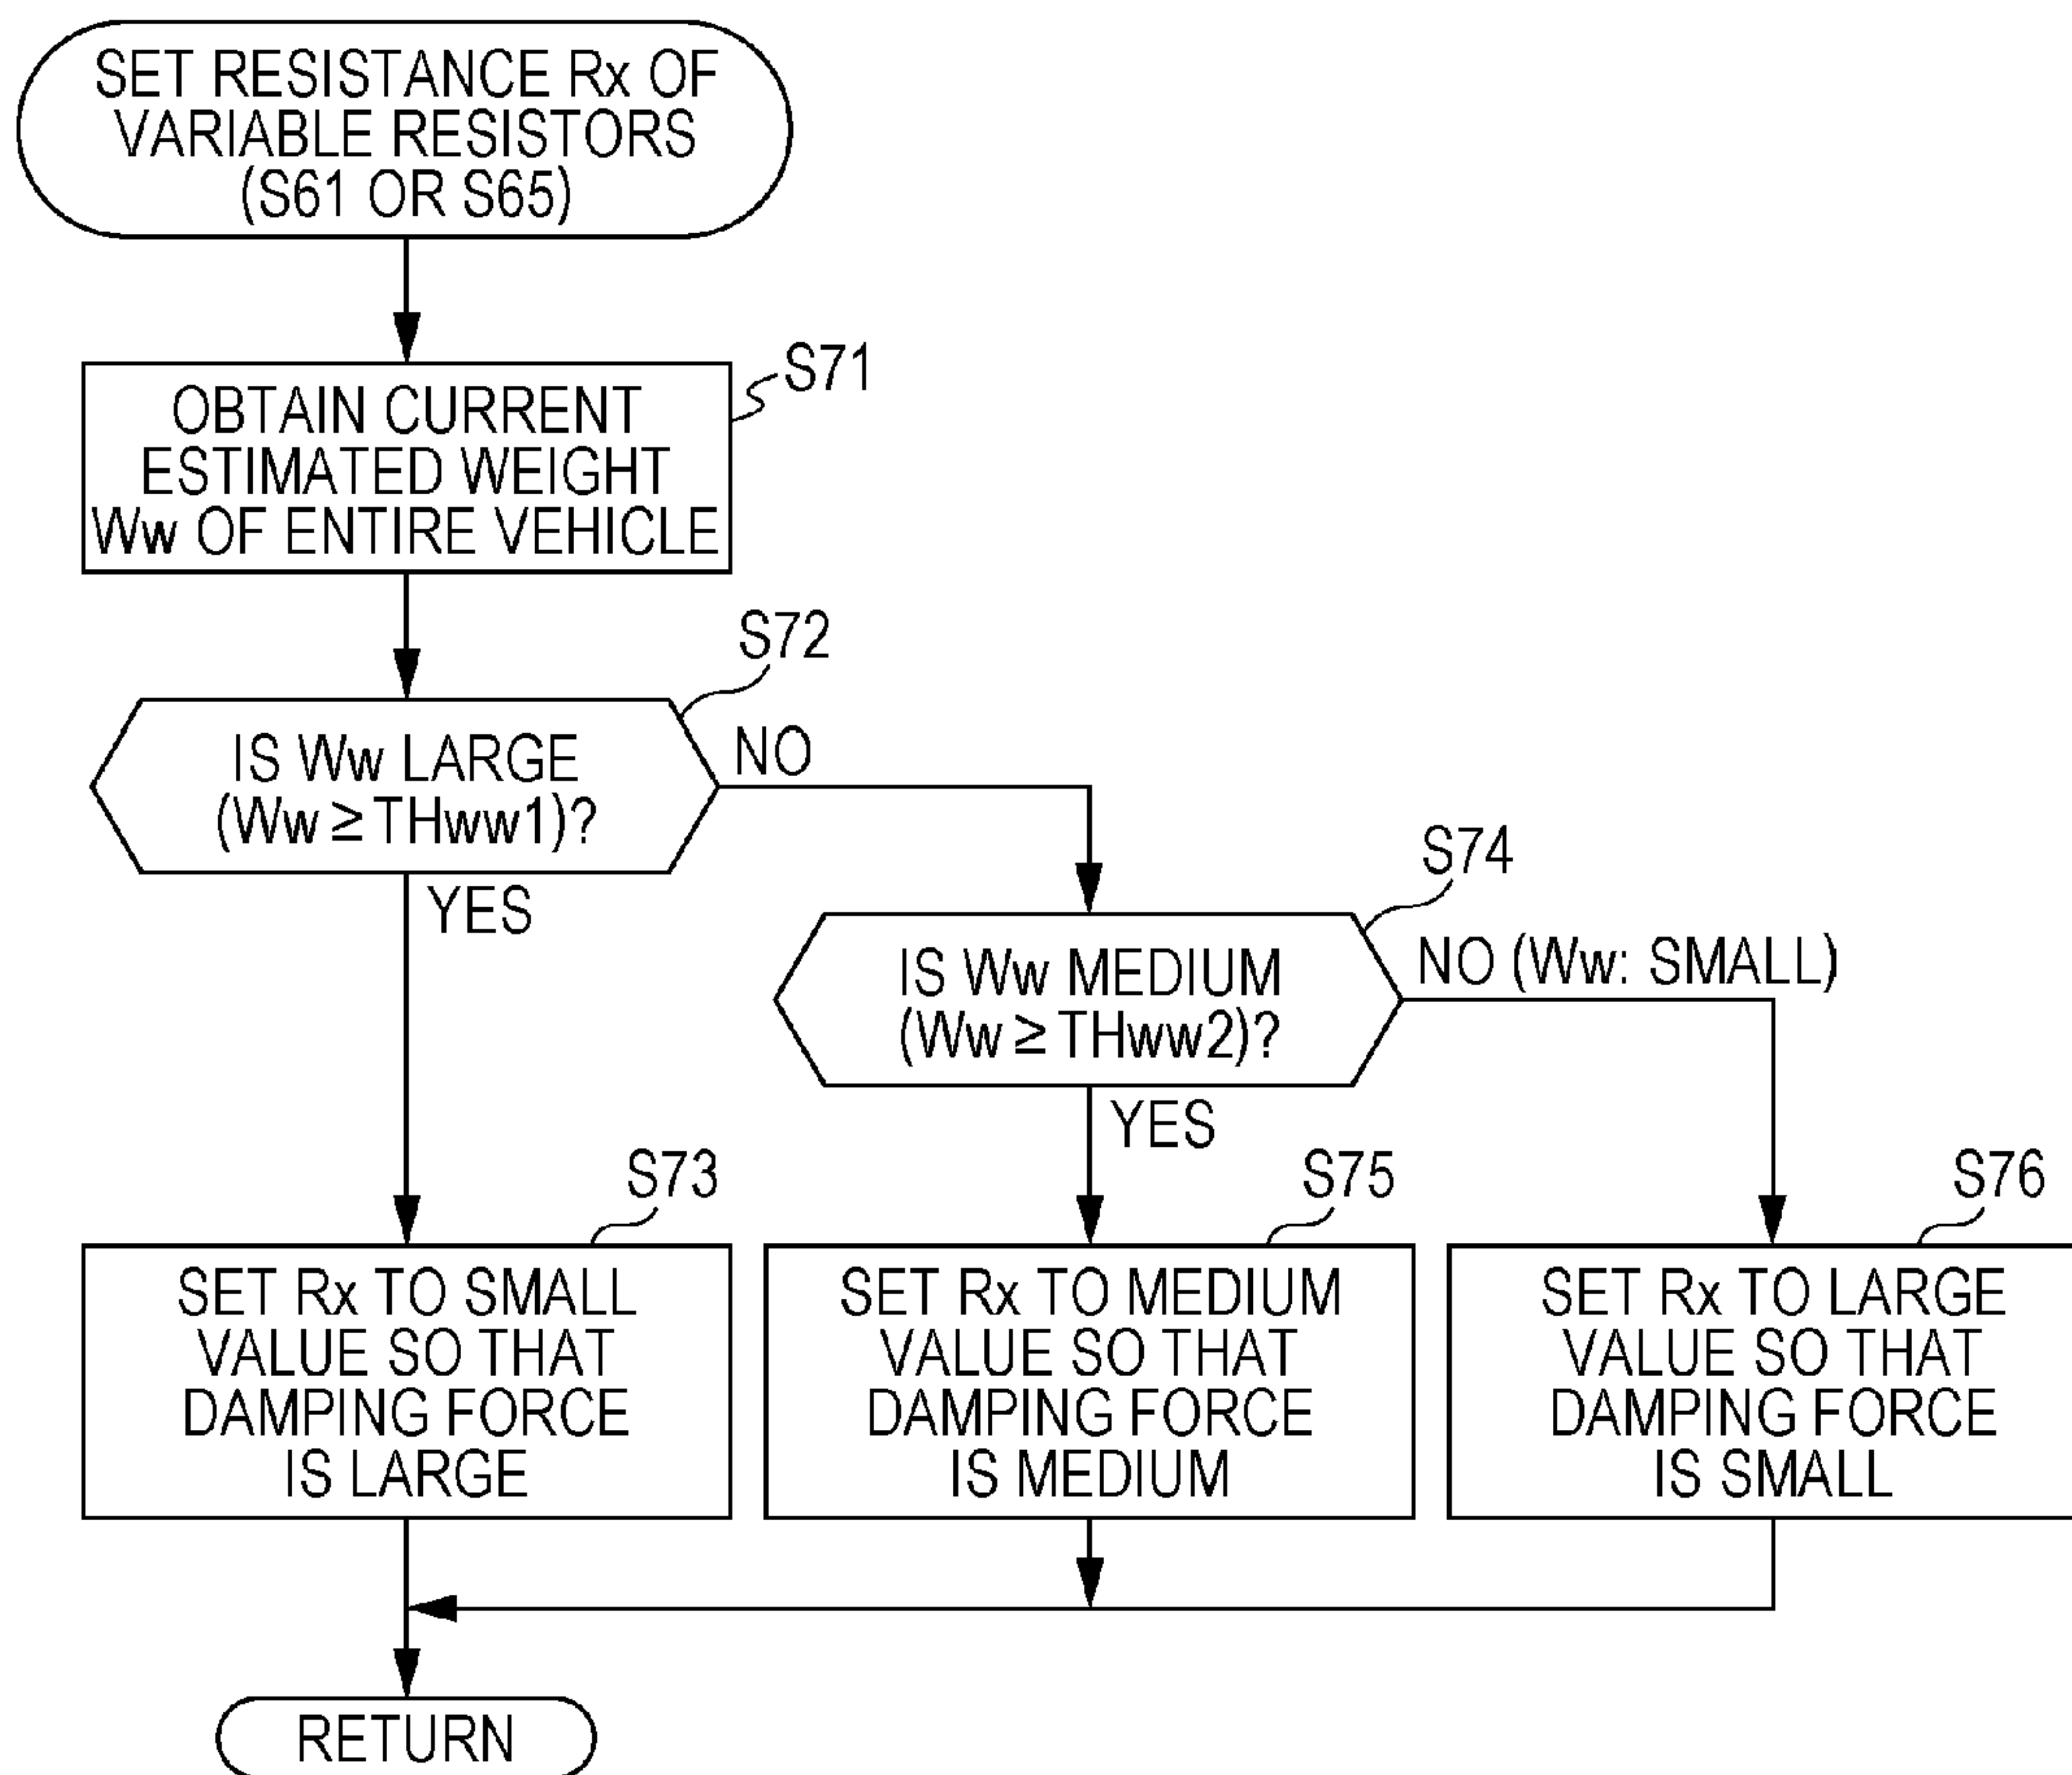 SET RESISTANCE Rx OF
VARIABLE RESISTORS
(S61 OR S65)
S71
OBTAIN CURRENT
ESTIMATED WEIGHT
Ww OF ENTIRE VEHICLE
S72
IS Ww LARGE
(Ww ≥ THww1)?
NO
YES
S74
IS Ww MEDIUM
(Ww ≥ THww2)?
NO (Ww: SMALL)
YES
S73
SET Rx TO SMALL
VALUE SO THAT
DAMPING FORCE
IS LARGE
S75
SET Rx TO MEDIUM
VALUE SO THAT
DAMPING FORCE
IS MEDIUM
S76
SET Rx TO LARGE
VALUE SO THAT
DAMPING FORCE
IS SMALL
RETURN